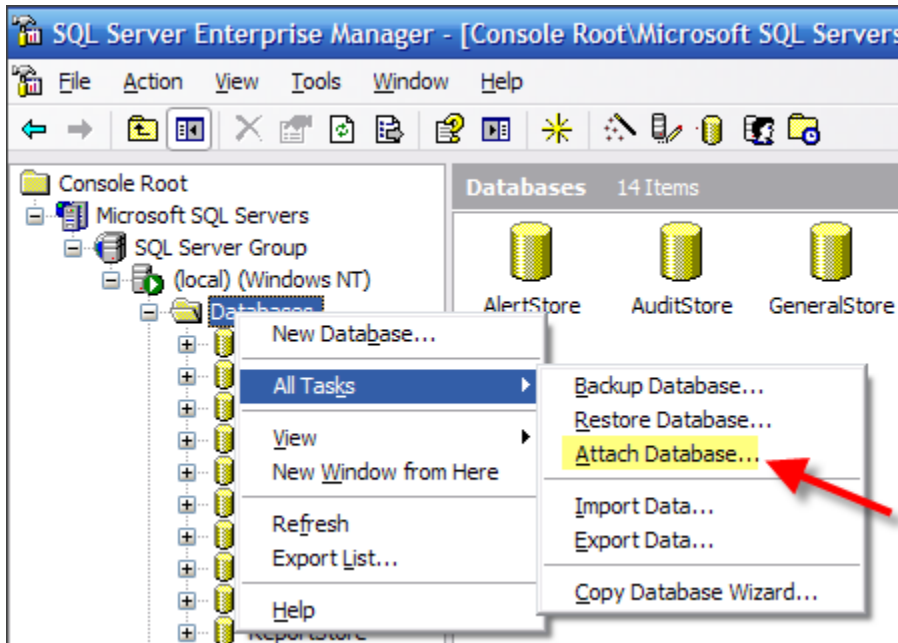 SQL Server Enterprise Manager - [Console Root\Microsoft SQL Servers
File Action View Tools Window Help
Console Root
Microsoft SQL Servers
SQL Server Group
(local) (Windows NT)
Databases
Databases 14 Items
AlertStore AuditStore GeneralStore
New Database...
All Tasks
View
New Window from Here
Refresh
Export List...
Help
Backup Database...
Restore Database...
Attach Database...
Import Data...
Export Data...
Copy Database Wizard...
ReportStore